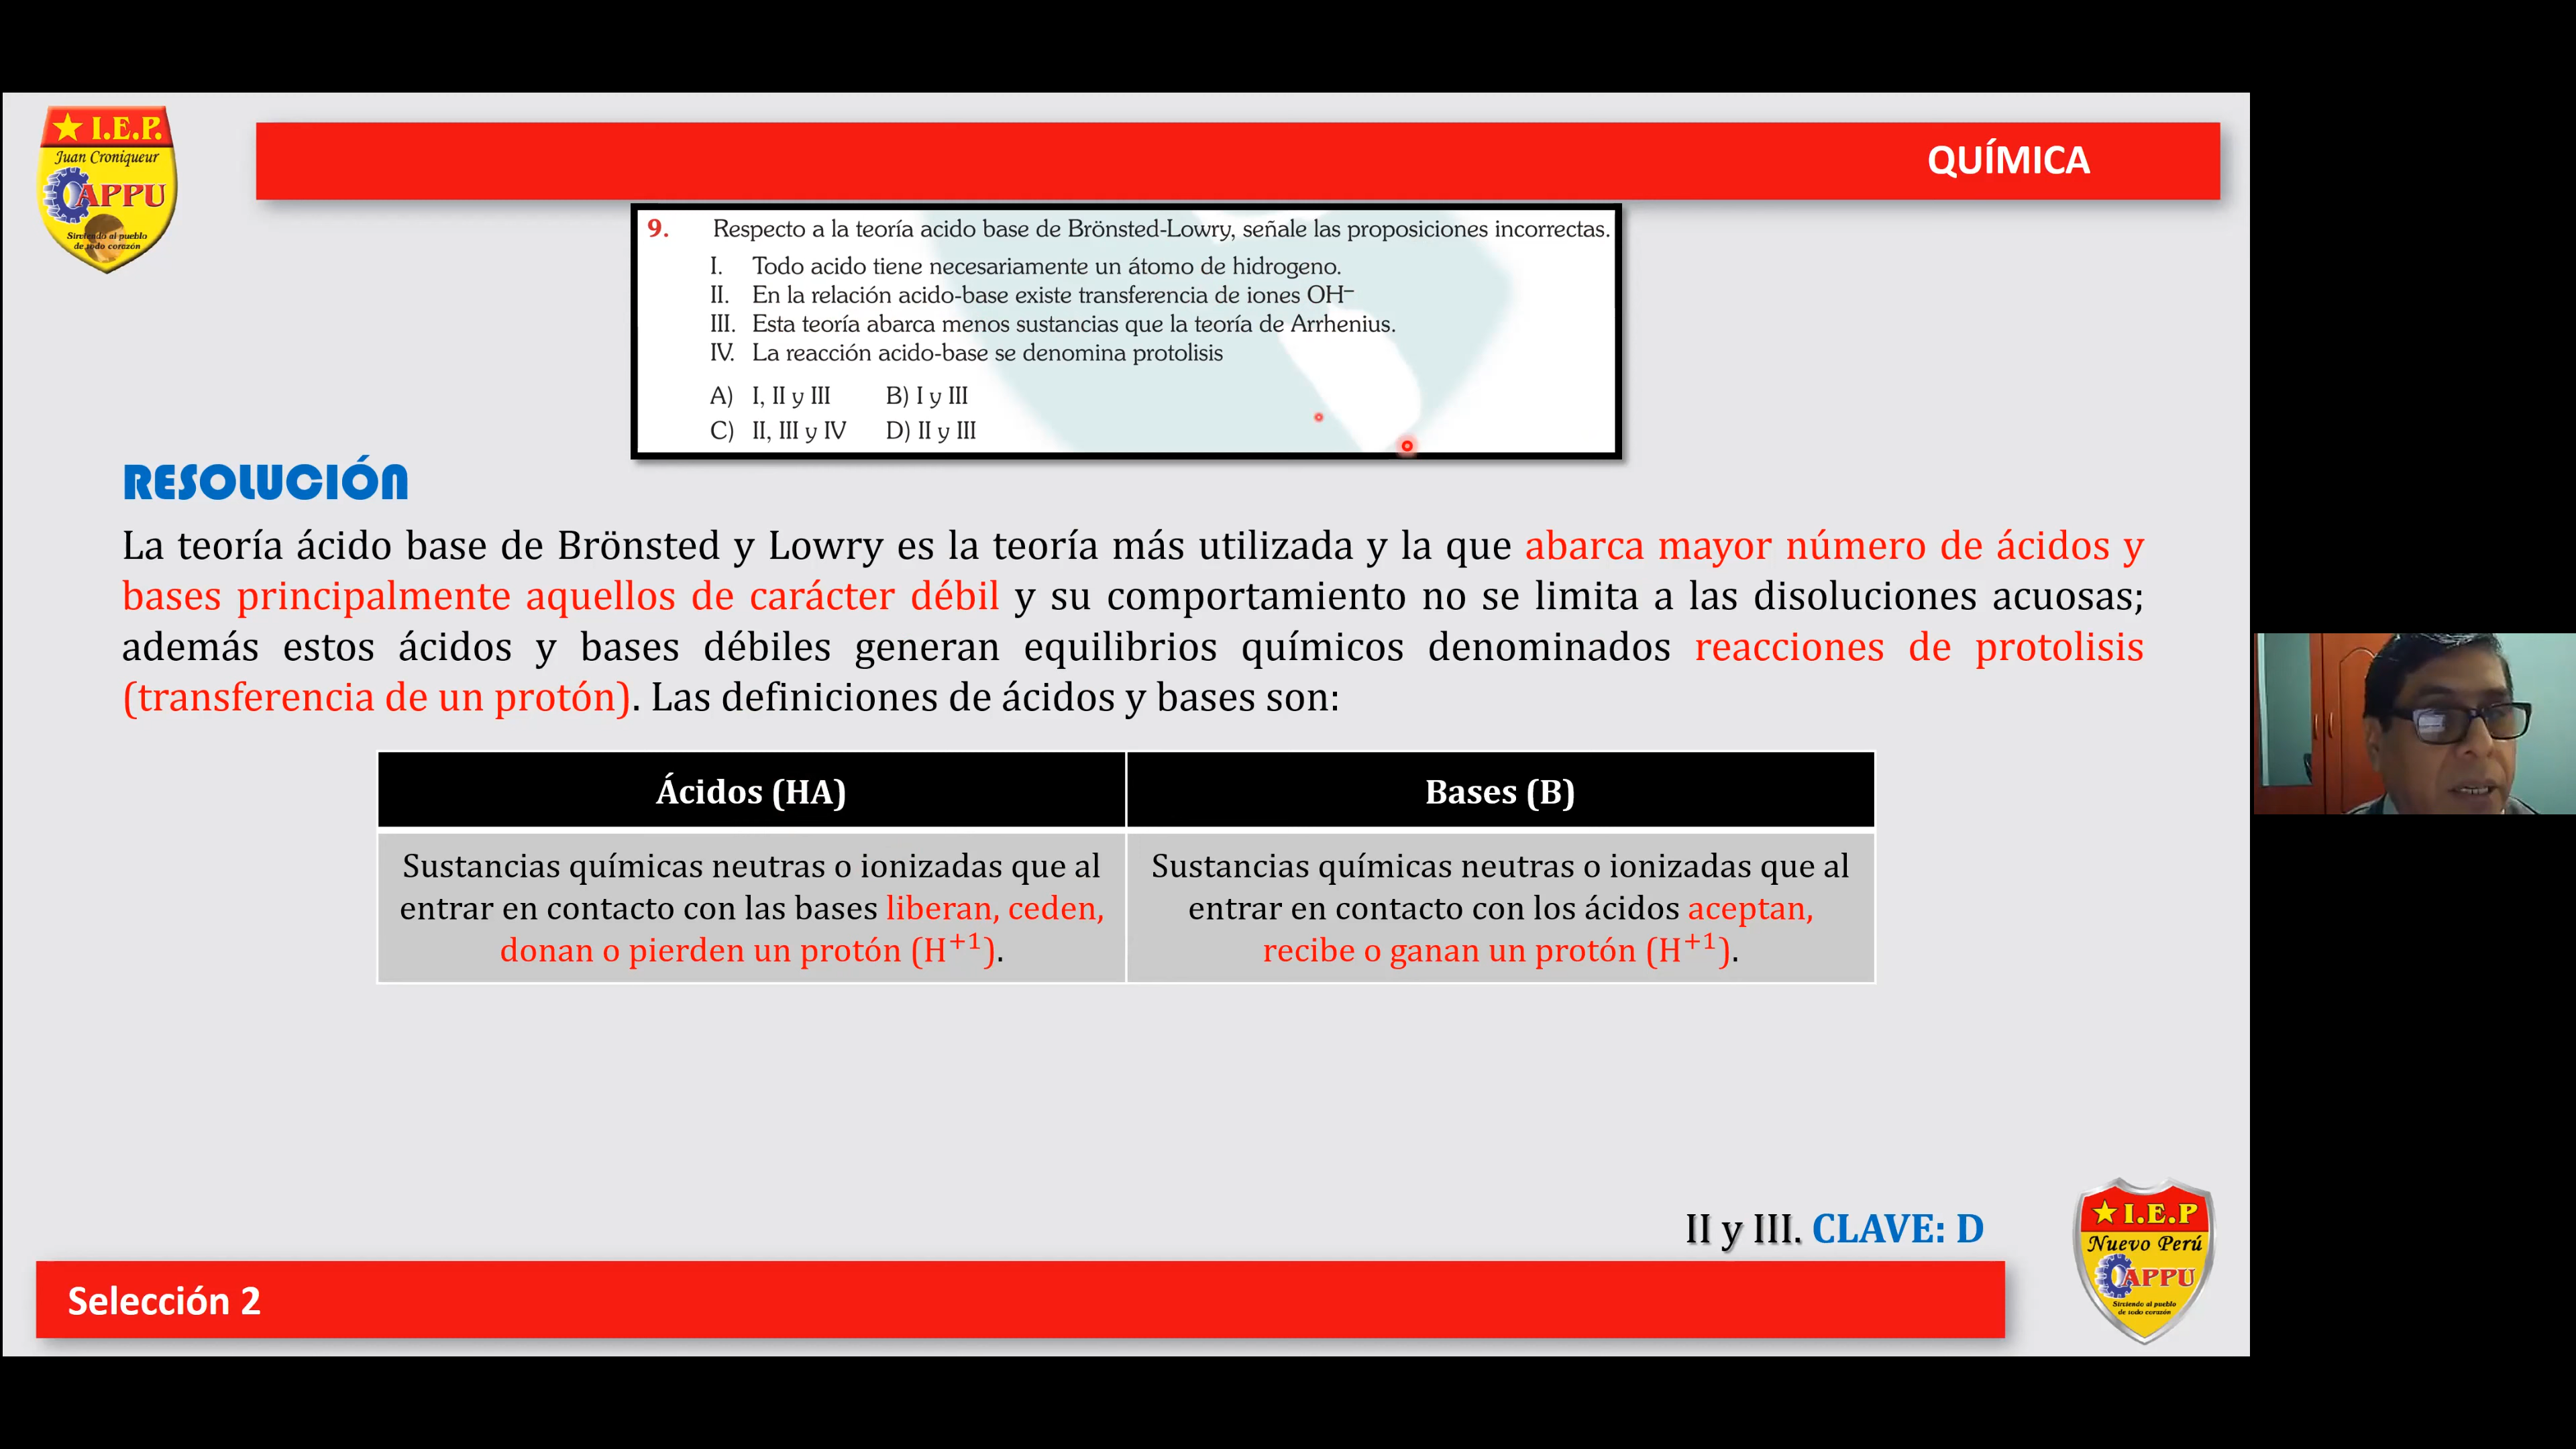 ★ I.E.P.
Juan Croniqueur
CAPPU
Sirviendo al pueblo
de todo corazón
QUÍMICA
9. Respecto a la teoría acido base de Brönsted-Lowry, señale las proposiciones incorrectas.
I. Todo acido tiene necesariamente un átomo de hidrogeno.
II. En la relación acido-base existe transferencia de iones OH⁻
III. Esta teoría abarca menos sustancias que la teoría de Arrhenius.
IV. La reacción acido-base se denomina protolisis
A) I, II y III B) I y III
C) II, III y IV D) II y III
RESOLUCIÓN
La teoría ácido base de Brönsted y Lowry es la teoría más utilizada y la que abarca mayor número de ácidos y
bases principalmente aquellos de carácter débil y su comportamiento no se limita a las disoluciones acuosas;
además estos ácidos y bases débiles generan equilibrios químicos denominados reacciones de protolisis
(transferencia de un protón). Las definiciones de ácidos y bases son:
Ácidos (HA) Bases (B)
Sustancias químicas neutras o ionizadas que al
entrar en contacto con las bases liberan, ceden,
donan o pierden un protón (H⁺¹).
Sustancias químicas neutras o ionizadas que al
entrar en contacto con los ácidos aceptan,
recibe o ganan un protón (H⁺¹).
II y III. CLAVE: D
★ I.E.P
Nuevo Perú
CAPPU
Sirviendo al pueblo
de todo corazón
Selección 2